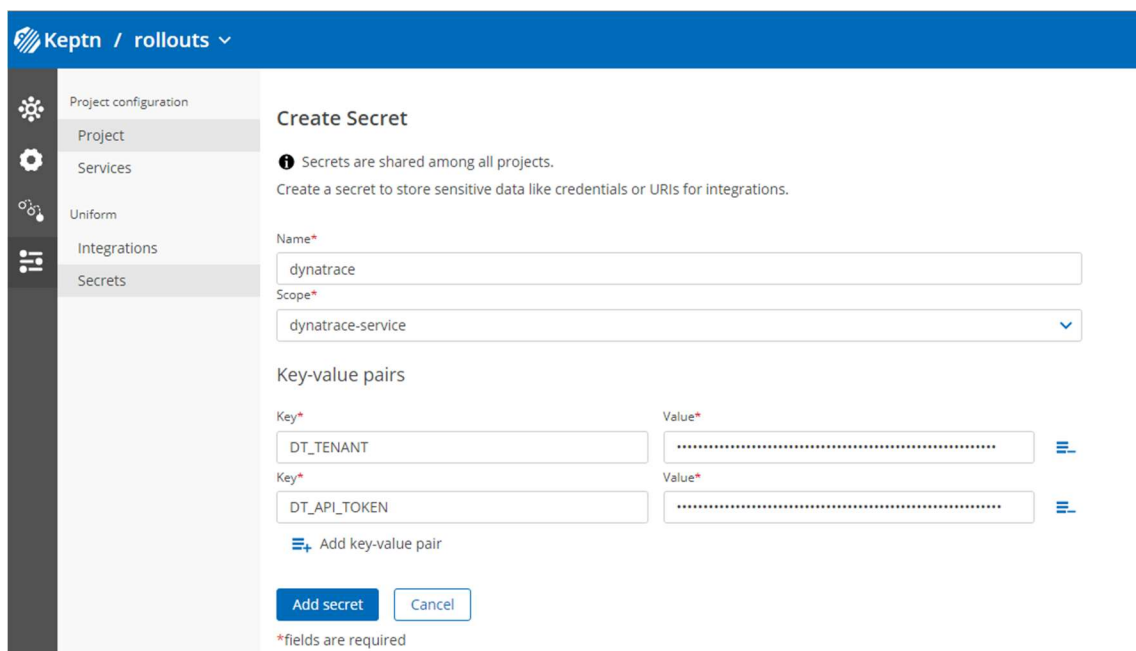 Keptn / rollouts
Project configuration
Project
Services
Uniform
Integrations
Secrets
Create Secret
Secrets are shared among all projects.
Create a secret to store sensitive data like credentials or URIs for integrations.
Name*
dynatrace
Scope*
dynatrace-service
Key-value pairs
Key* Value*
DT_TENANT
Key* Value*
DT_API_TOKEN
Add key-value pair
Add secret Cancel
*fields are required